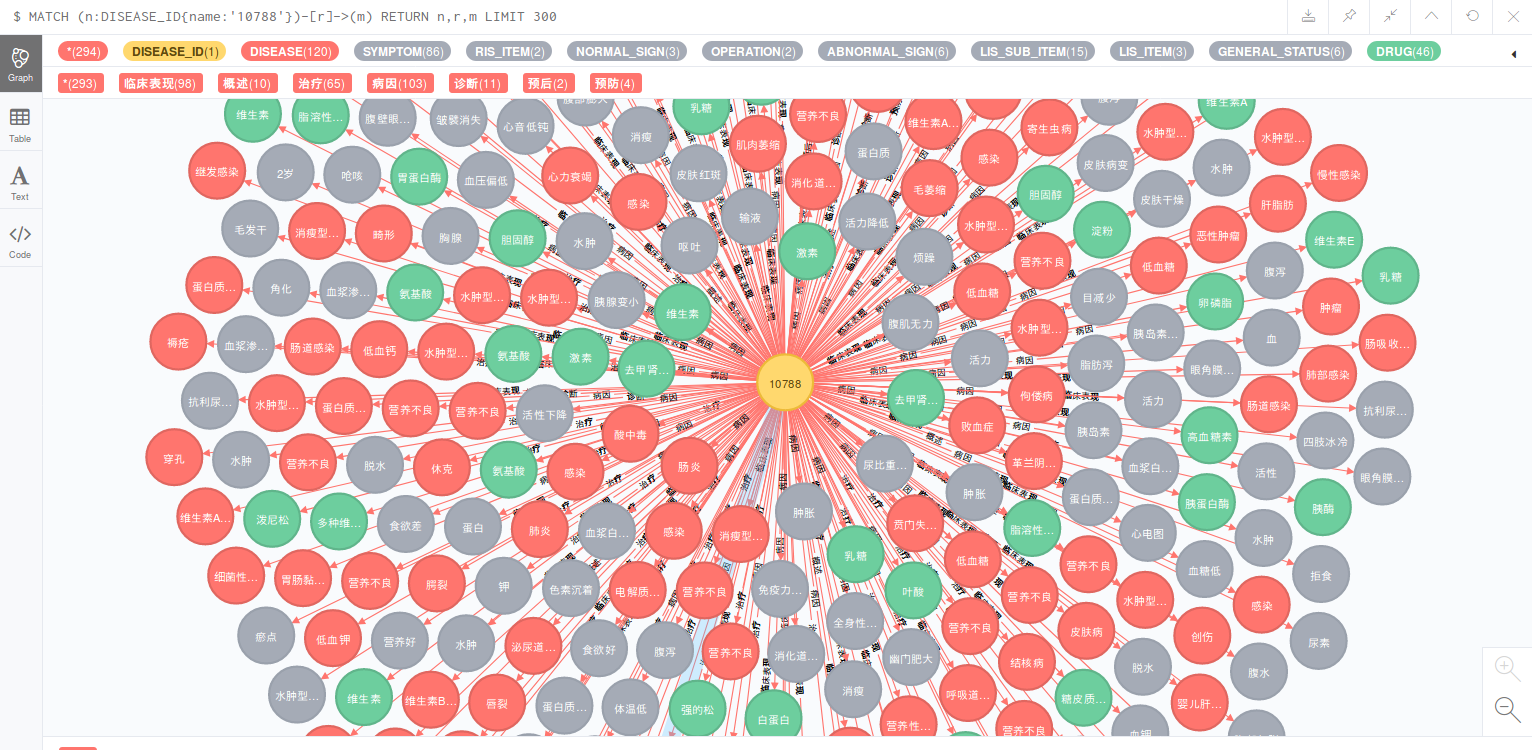 $ MATCH (n:DISEASE_ID{name:'10788'})-[r]->(m) RETURN n,r,m LIMIT 300
*(294) DISEASE_ID(1) DISEASE(120) SYMPTOM(86) RIS_ITEM(2) NORMAL_SIGN(3) OPERATION(2) ABNORMAL_SIGN(6) LIS_SUB_ITEM(15) LIS_ITEM(3) GENERAL_STATUS(6) DRUG(46)
*(293) 临床表现(98) 概述(10) 治疗(65) 病因(103) 诊断(11) 预后(2) 预防(4)
Graph
Table
Text
Code
维生素 脂溶性… 腹壁眼… 皱襞消失 心音低钝 消瘦 乳糖 肌肉萎缩 营养不良 蛋白质 维生素A… 感染 寄生虫病 皮肤病变 水肿型… 维生素A 水肿型…
继发感染 2岁 呛咳 胃蛋白酶 血压偏低 心力衰竭 感染 皮肤红斑 输液 消化道… 活力降低 毛萎缩 水肿型… 胆固醇 皮肤干燥 水肿 肝脂肪 慢性感染
毛发干 消瘦型… 畸形 胸腺 胆固醇 水肿 呕吐 激素 烦躁 营养不良 淀粉 恶性肿瘤 维生素E
蛋白质… 角化 血浆渗… 氨基酸 水肿型… 水肿型… 胰腺变小 维生素 腹肌无力 低血糖 目减少 低血糖 卵磷脂 腹泻 肿瘤 乳糖
褥疮 血浆渗… 肠道感染 低血钙 水肿型… 氨基酸 激素 去甲肾… 10788 活力 水肿型… 脂肪泻 胰岛素… 眼角膜… 血 肺部感染 肠吸收…
抗利尿… 水肿型… 蛋白质… 营养不良 营养不良 活性下降 酸中毒 去甲肾… 败血症 佝偻病 胰岛素 活力 高血糖素 肠道感染 四肢冰冷 抗利尿…
穿孔 水肿 营养不良 脱水 休克 氨基酸 感染 肠炎 尿比重… 肿胀 革兰阴… 蛋白质… 血浆白… 胰蛋白酶 活性 胰酶 眼角膜…
维生素A… 泼尼松 多种维… 食欲差 蛋白 肺炎 血浆白… 感染 消瘦型… 肿胀 乳糖 贲门失… 低血糖 脂溶性… 营养不良 心电图 血糖低 水肿 拒食
细菌性… 胃肠黏… 营养不良 腭裂 钾 色素沉着 电解质… 营养不良 免疫力… 全身性… 叶酸 营养不良 营养不良 皮肤病 水肿型… 创伤 感染 尿素
瘀点 低血钾 营养好 水肿 泌尿道… 食欲好 腹泻 营养不良 消化道… 消瘦 幽门肥大 呼吸道… 结核病 糖皮质… 脱水 婴儿肝… 腹水
水肿型… 维生素 维生素B… 唇裂 蛋白质… 体温低 强的松 白蛋白 营养性… 营养不良 血钾